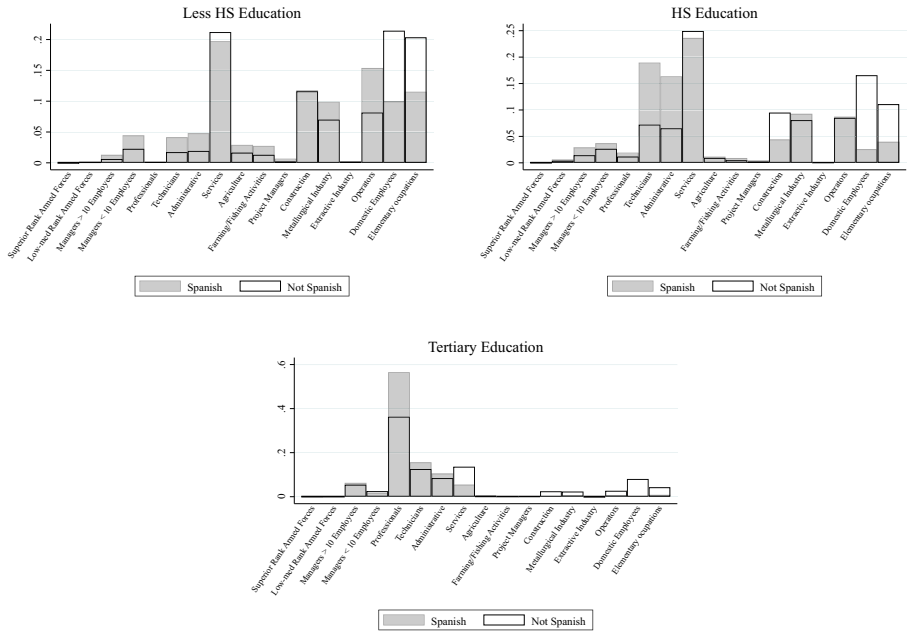 Less HS Education
0
.05
.1
.15
.2
Superior Rank Armed Forces
Low-med Rank Armed Forces
Managers > 10 Employees
Managers < 10 Employees
Professionals
Technicians
Administrative
Services
Agriculture
Farming/Fishing Activities
Project Managers
Construction
Metallurgical Industry
Extractive Industry
Operators
Domestic Employees
Elementary ocupations
Spanish
Not Spanish
HS Education
0
.05
.1
.15
.2
.25
Superior Rank Armed Forces
Low-med Rank Armed Forces
Managers > 10 Employees
Managers < 10 Employees
Professionals
Technicians
Administrative
Services
Agriculture
Farming/Fishing Activities
Project Managers
Construction
Metallurgical Industry
Extractive Industry
Operators
Domestic Employees
Elementary ocupations
Spanish
Not Spanish
Tertiary Education
0
.2
.4
.6
Superior Rank Armed Forces
Low-med Rank Armed Forces
Managers > 10 Employees
Managers < 10 Employees
Professionals
Technicians
Administrative
Services
Agriculture
Farming/Fishing Activities
Project Managers
Construction
Metallurgical Industry
Extractive Industry
Operators
Domestic Employees
Elementary ocupations
Spanish
Not Spanish